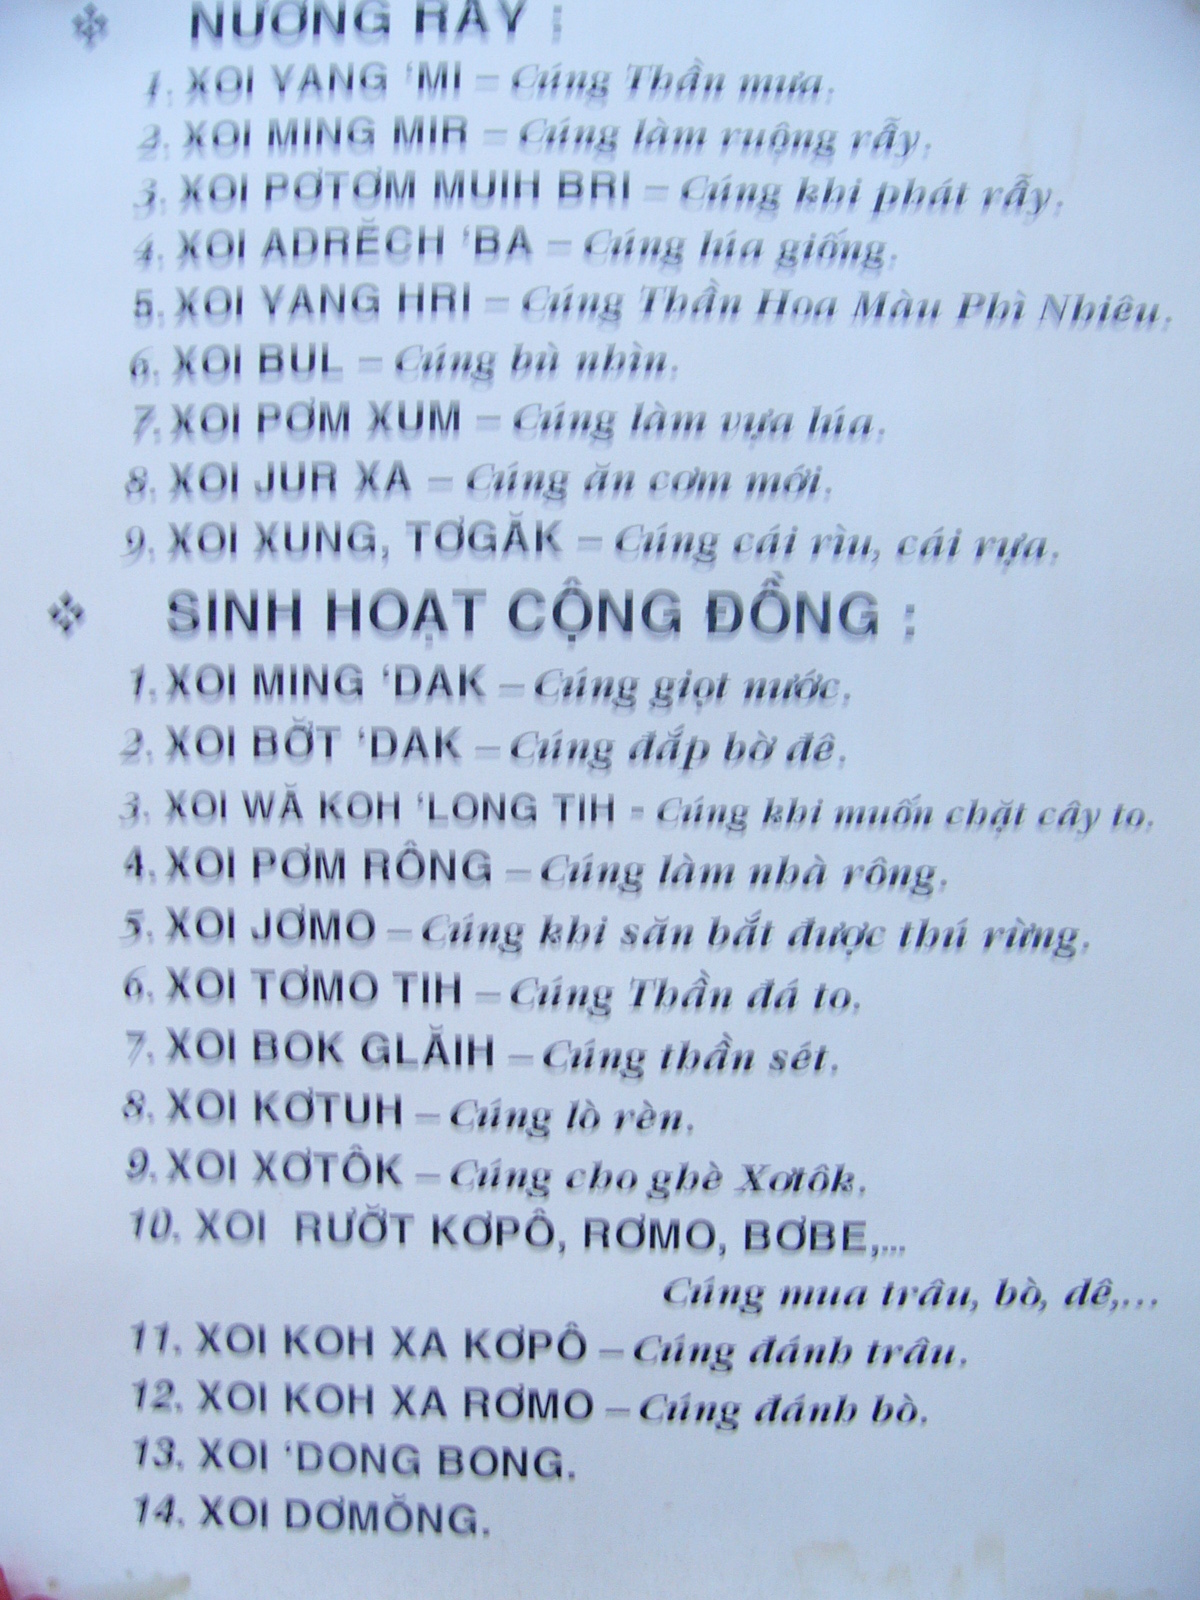 ❖ NƯƠNG RẪY :
1. XOI YANG ‘MI – Cúng Thần mưa.
2. XOI MING MIR – Cúng làm ruộng rẫy.
3. XOI PƠTƠM MUIH BRI – Cúng khi phát rẫy.
4. XOI ADRĔCH ‘BA – Cúng lúa giống.
5. XOI YANG HRI – Cúng Thần Hoa Màu Phì Nhiêu.
6. XOI BUL – Cúng bù nhìn.
7. XOI PƠM XUM – Cúng làm vựa lúa.
8. XOI JUR XA – Cúng ăn cơm mới.
9. XOI XUNG, TƠGĂK – Cúng cái rìu, cái rựa.
❖ SINH HOẠT CỘNG ĐỒNG :
1. XOI MING ‘DAK – Cúng giọt nước.
2. XOI BƠ̆T ‘DAK – Cúng đắp bờ đê.
3. XOI WĂ KOH ‘LONG TIH - Cúng khi muốn chặt cây to.
4. XOI PƠM RÔNG – Cúng làm nhà rông.
5. XOI JƠMO – Cúng khi săn bắt được thú rừng.
6. XOI TƠMO TIH – Cúng Thần đá to.
7. XOI BOK GLĂIH – Cúng thần sét.
8. XOI KƠTUH – Cúng lò rèn.
9. XOI XƠTÔK – Cúng cho ghè Xơtôk.
10. XOI RƯƠ̆T KƠPÔ, RƠMO, BƠBE,...
Cúng mua trâu, bò, dê,...
11. XOI KOH XA KƠPÔ – Cúng đánh trâu.
12. XOI KOH XA RƠMO – Cúng đánh bò.
13. XOI ‘DONG BONG.
14. XOI DƠMŎNG.